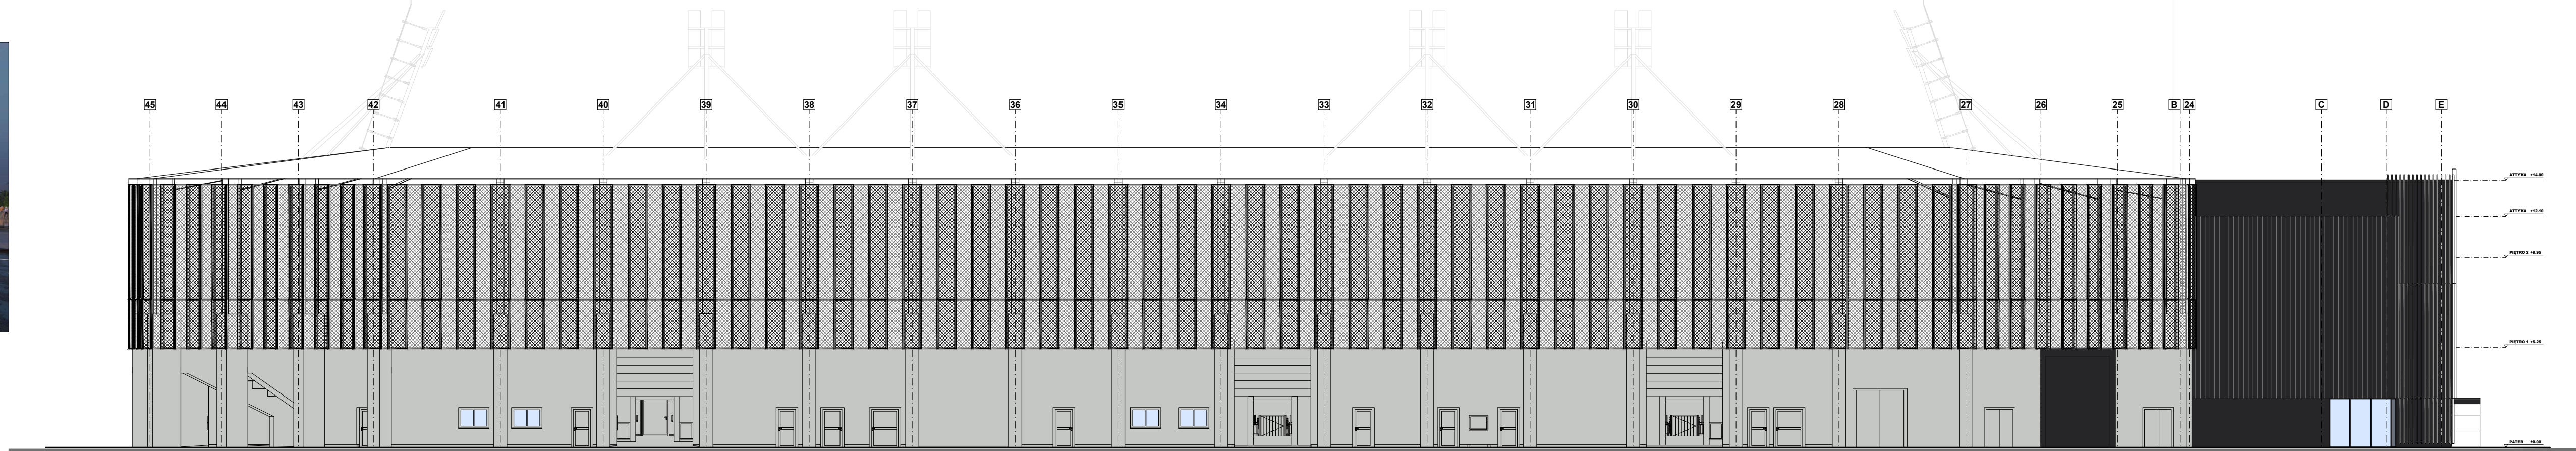 45 44 43 42 41 40 39 38 37 36 35 34 33 32 31 30 29 28 27 26 25 B 24 C D E
ATTYKA +14.00
ATTYKA +12.10
PIĘTRO 2 +9.95
PIĘTRO 1 +5.25
PATER ±0.00